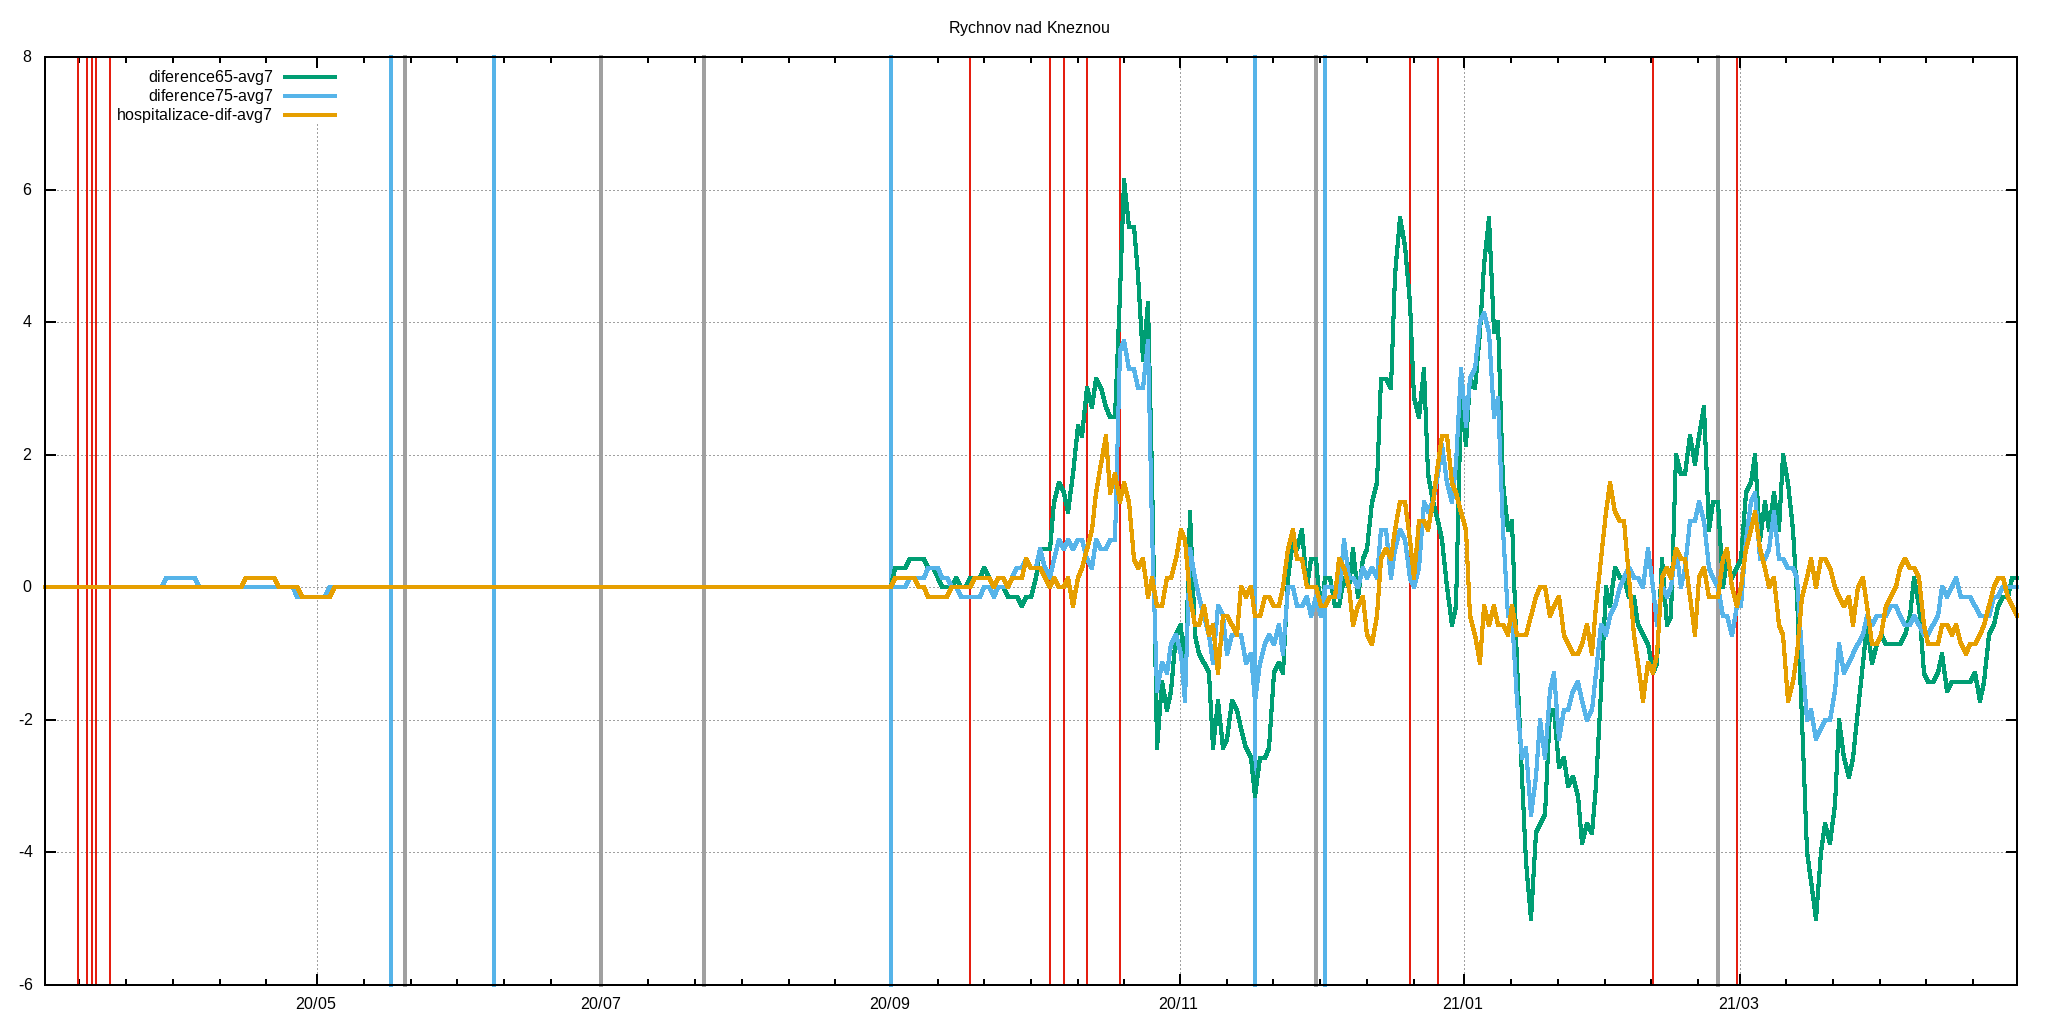 Rychnov nad Kneznou
diference65-avg7
diference75-avg7
hospitalizace-dif-avg7
8
6
4
2
0
-2
-4
-6
20/05 20/07 20/09 20/11 21/01 21/03